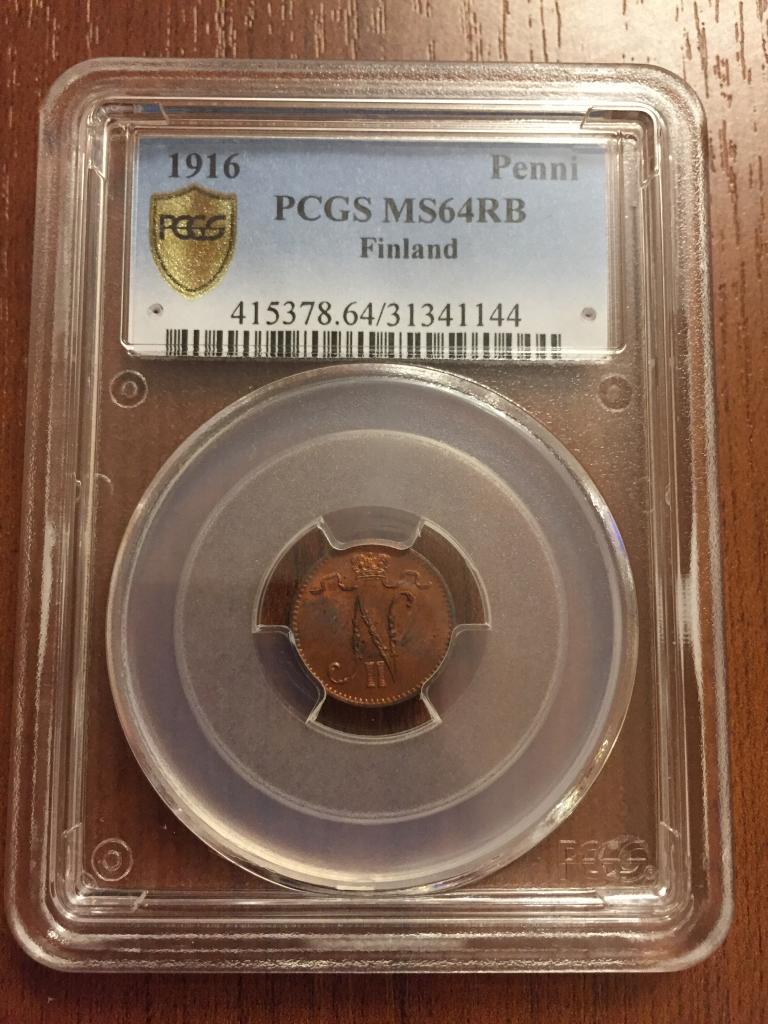 1916 Penni
PCGS
PCGS MS64RB
Finland
415378.64/31341144
N
II
PCGS